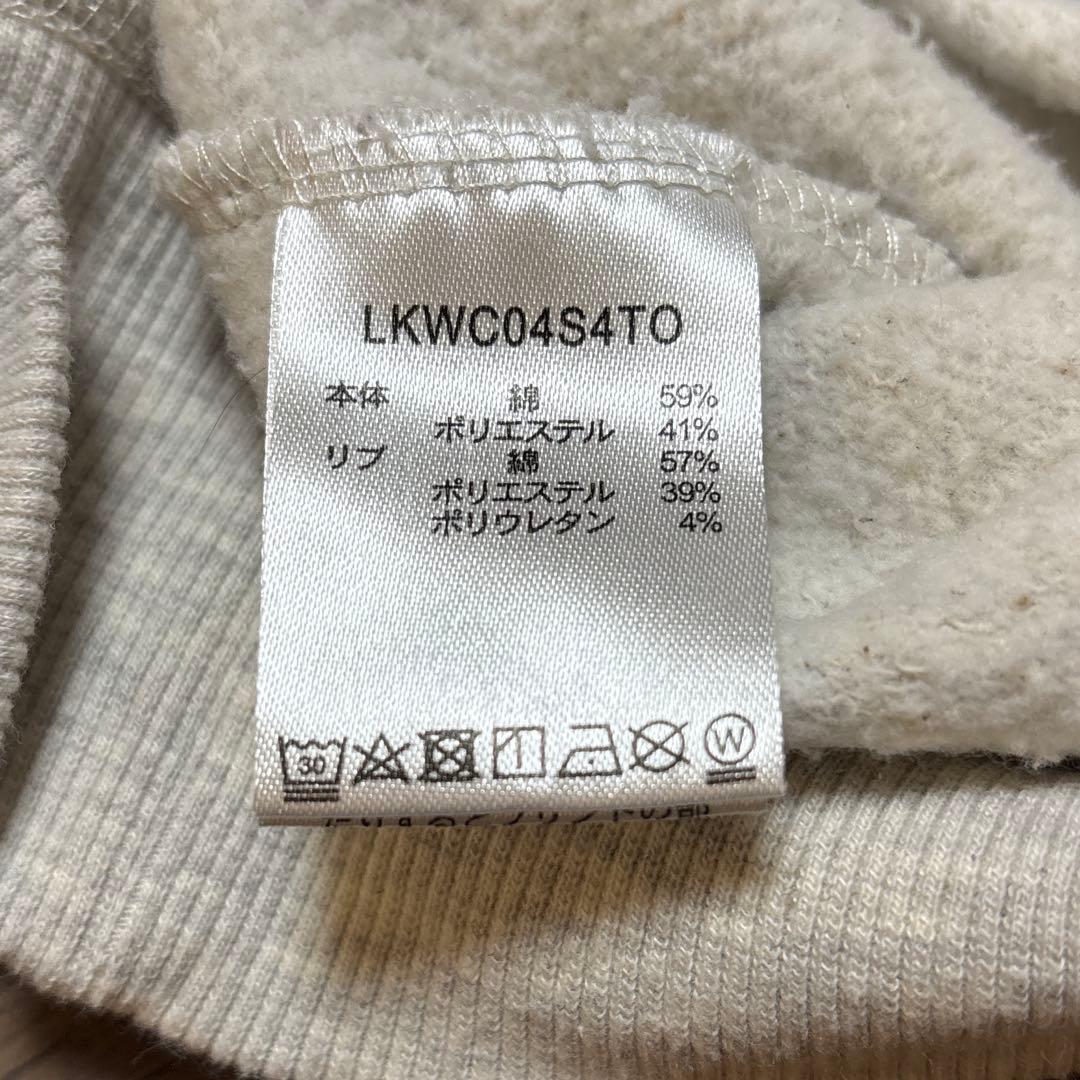 LKWC04S4TO
本体 綿 59%
ポリエステル 41%
リブ 綿 57%
ポリエステル 39%
ポリウレタン 4%
30 W